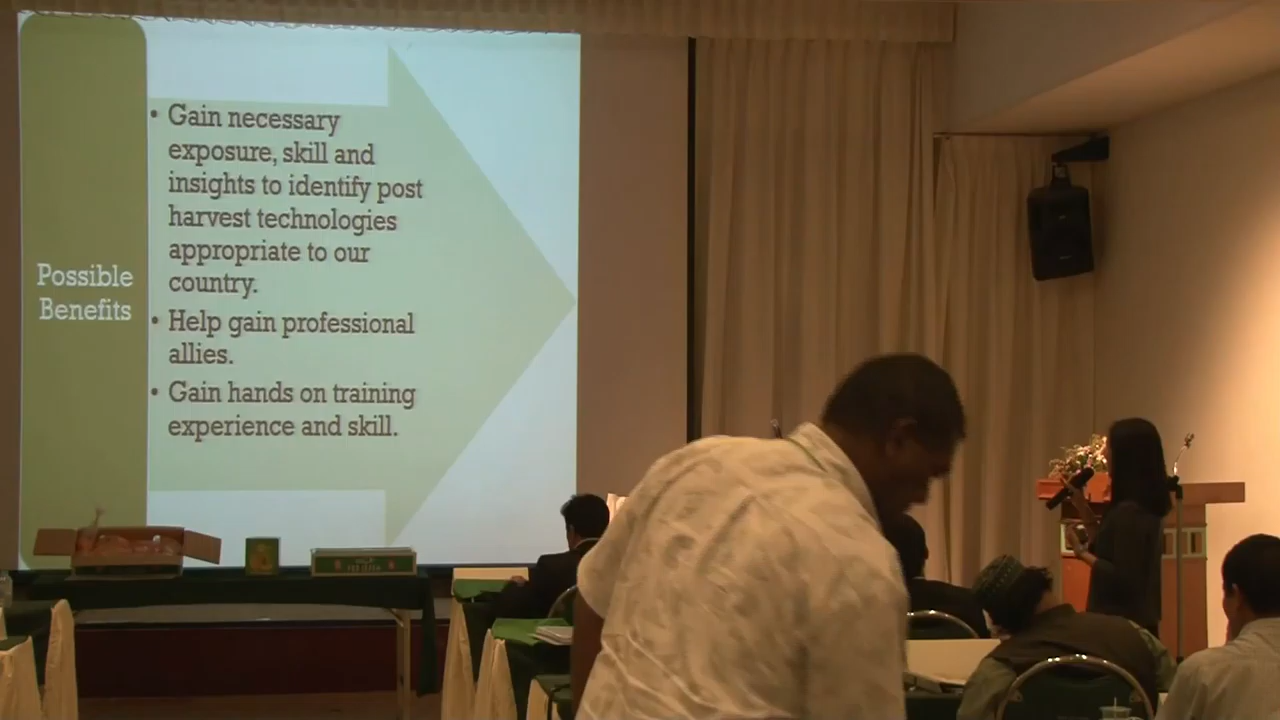 Possible
Benefits
• Gain necessary
exposure, skill and
insights to identify post
harvest technologies
appropriate to our
country.
• Help gain professional
allies.
• Gain hands on training
experience and skill.